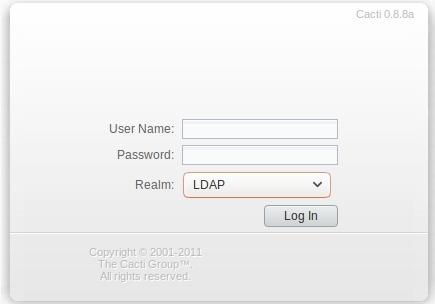 Cacti 0.8.8a
User Name:
Password:
Realm: LDAP
Log In
Copyright © 2001-2011
The Cacti Group™.
All rights reserved.